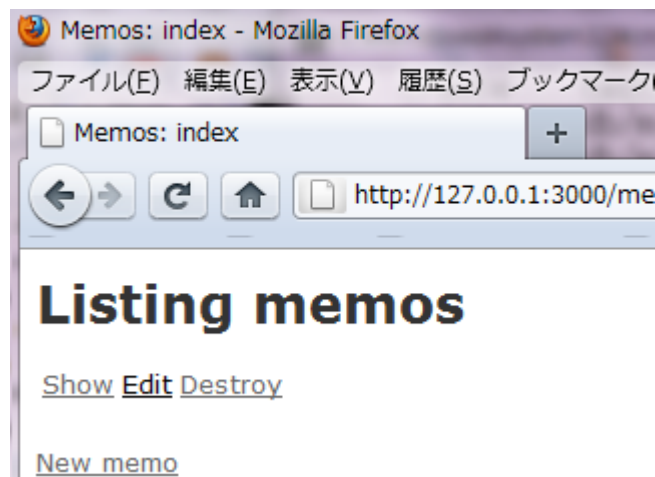 Memos: index - Mozilla Firefox
ファイル(F) 編集(E) 表示(V) 履歴(S) ブックマーク(
Memos: index
http://127.0.0.1:3000/me
Listing memos
Show Edit Destroy
New memo